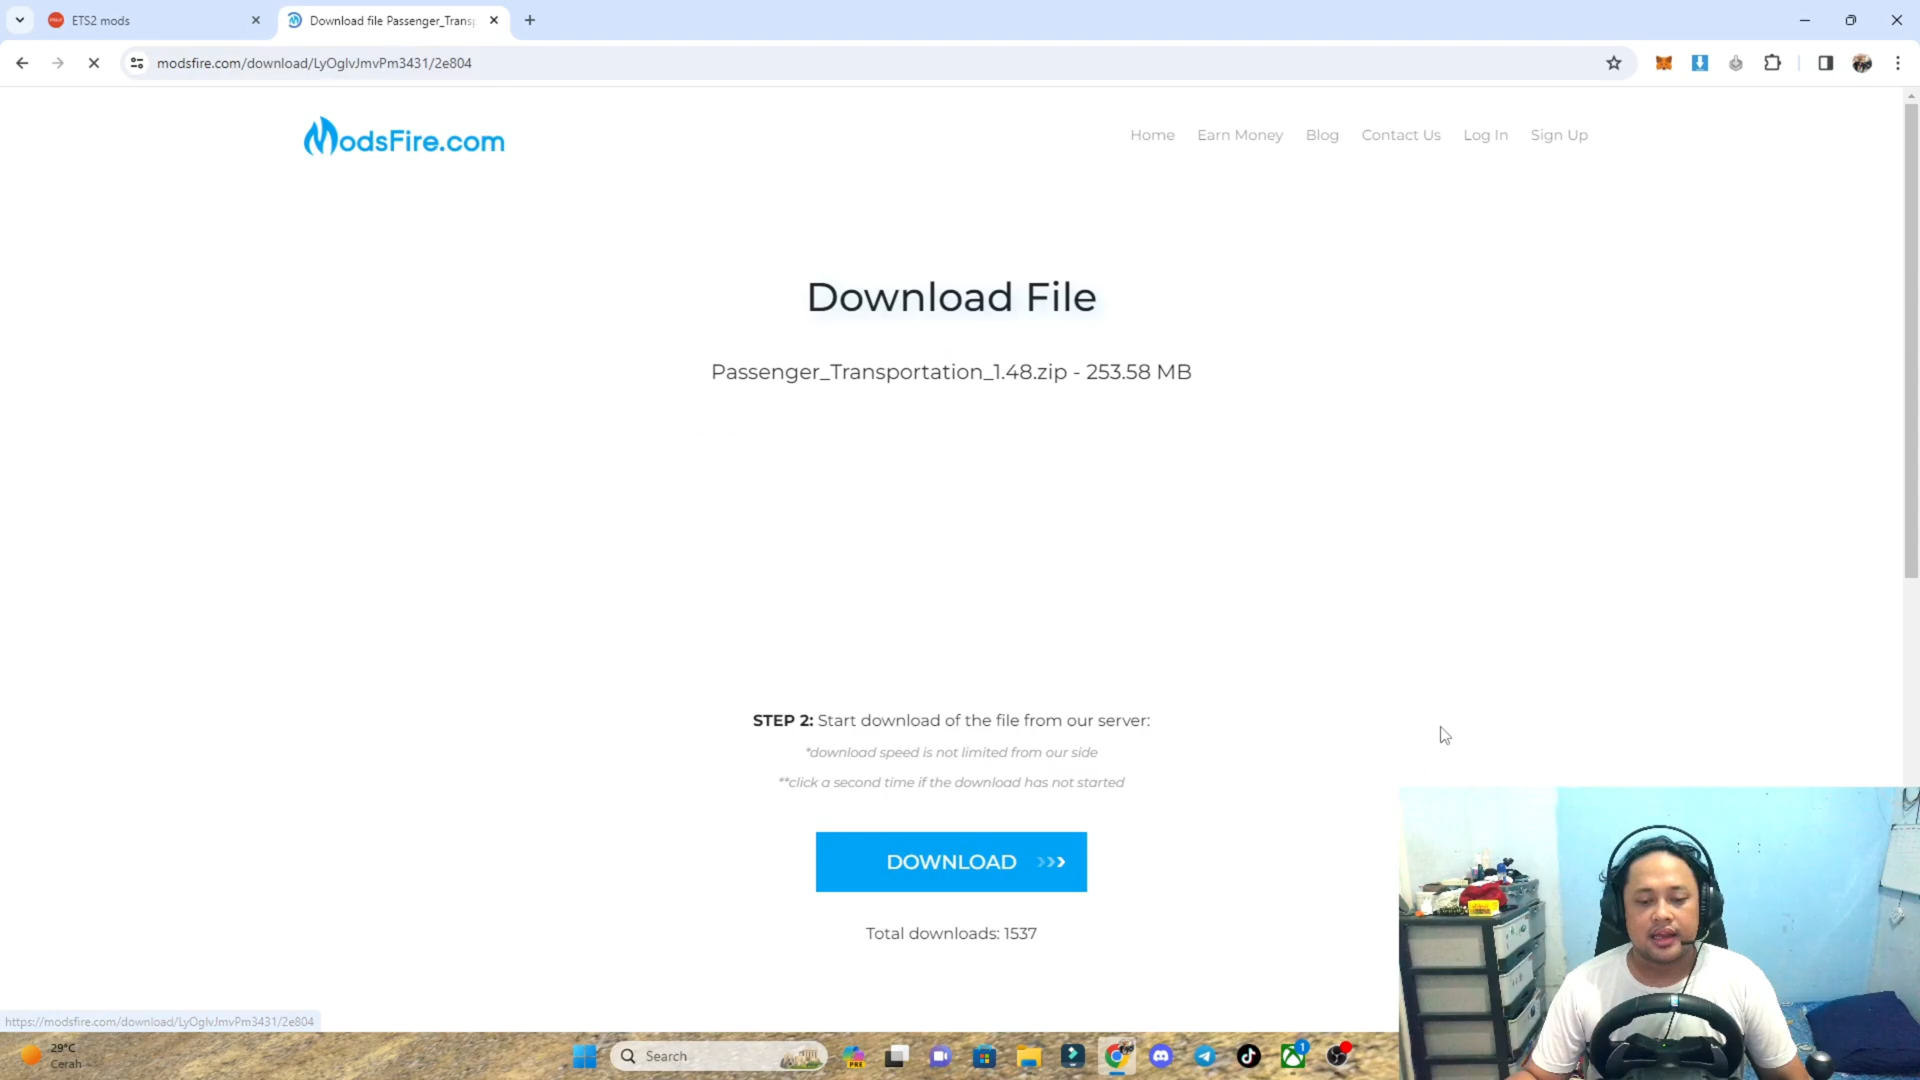 ETS2 mods
Download file Passenger_Trans
modsfire.com/download/LyOglvJmvPm3431/2e804
ModsFire.com
Home
Earn Money
Blog
Contact Us
Log In
Sign Up
Download File
Passenger_Transportation_1.48.zip - 253.58 MB
STEP 2: Start download of the file from our server:
*download speed is not limited from our side
**click a second time if the download has not started
DOWNLOAD >>>
Total downloads: 1537
https://modsfire.com/download/LyOglvJmvPm3431/2e804
29°C
Cerah
Search
PRE
1